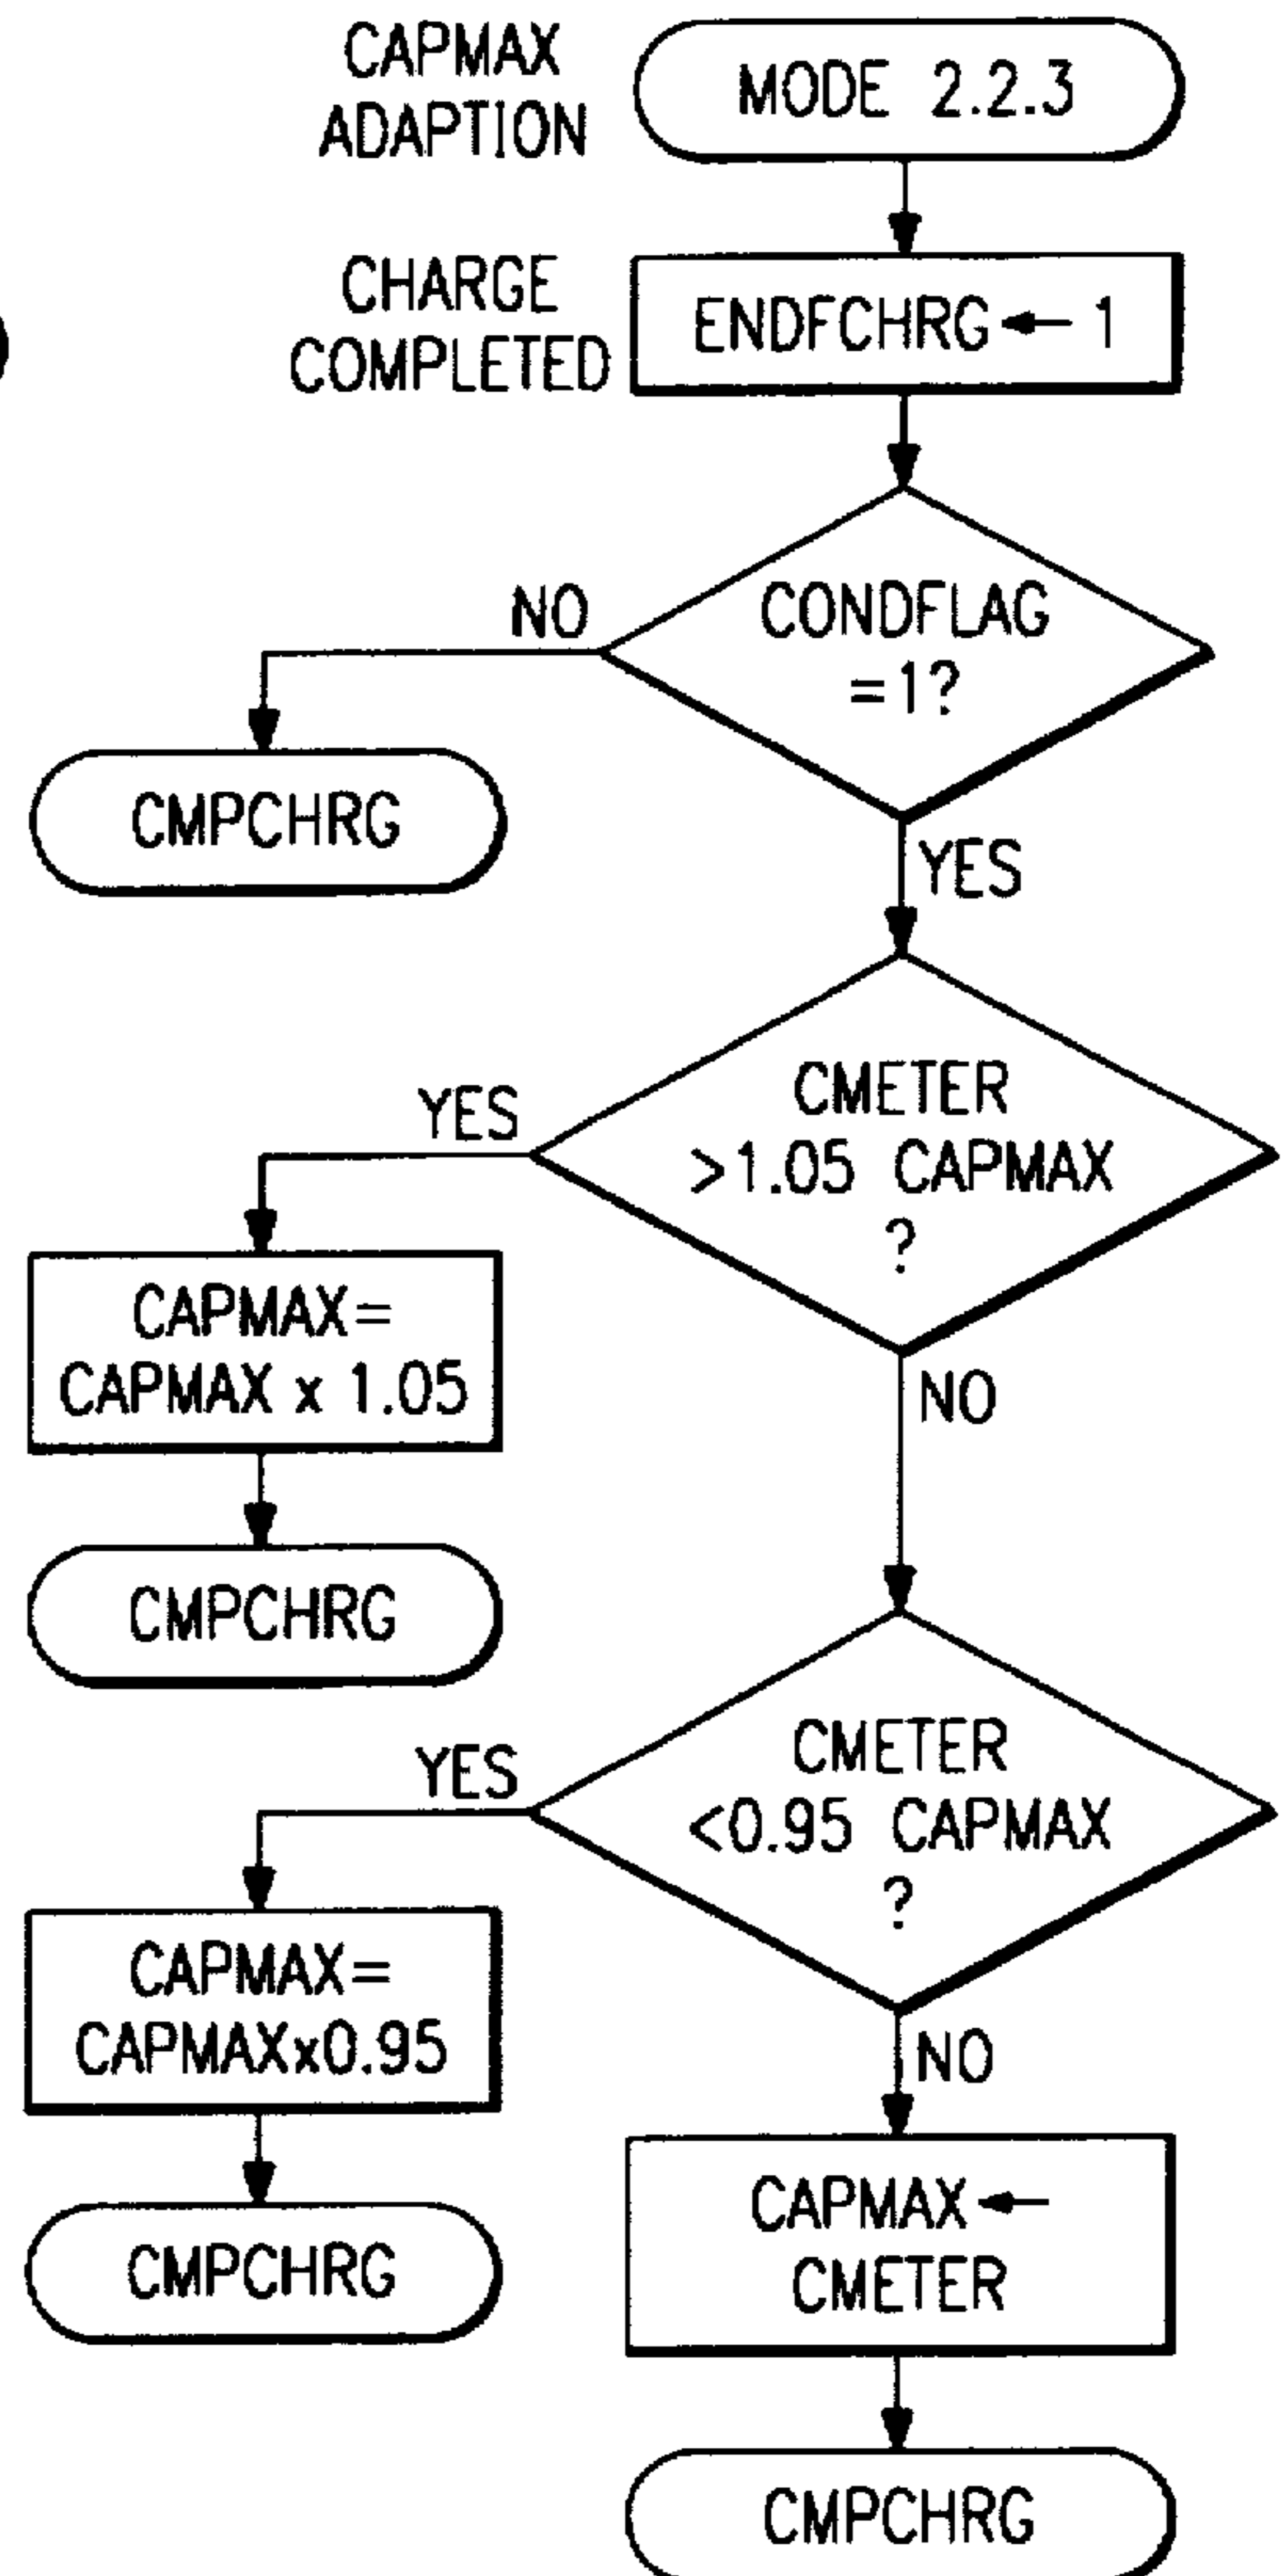 CAPMAX
ADAPTION
MODE 2.2.3
CHARGE
COMPLETED
ENDFCHRG ← 1
CONDFLAG
=1?
NO
CMPCHRG
YES
CMETER
>1.05 CAPMAX
?
YES
CAPMAX=
CAPMAX x 1.05
CMPCHRG
NO
CMETER
<0.95 CAPMAX
?
YES
CAPMAX=
CAPMAXx0.95
CMPCHRG
NO
CAPMAX ←
CMETER
CMPCHRG